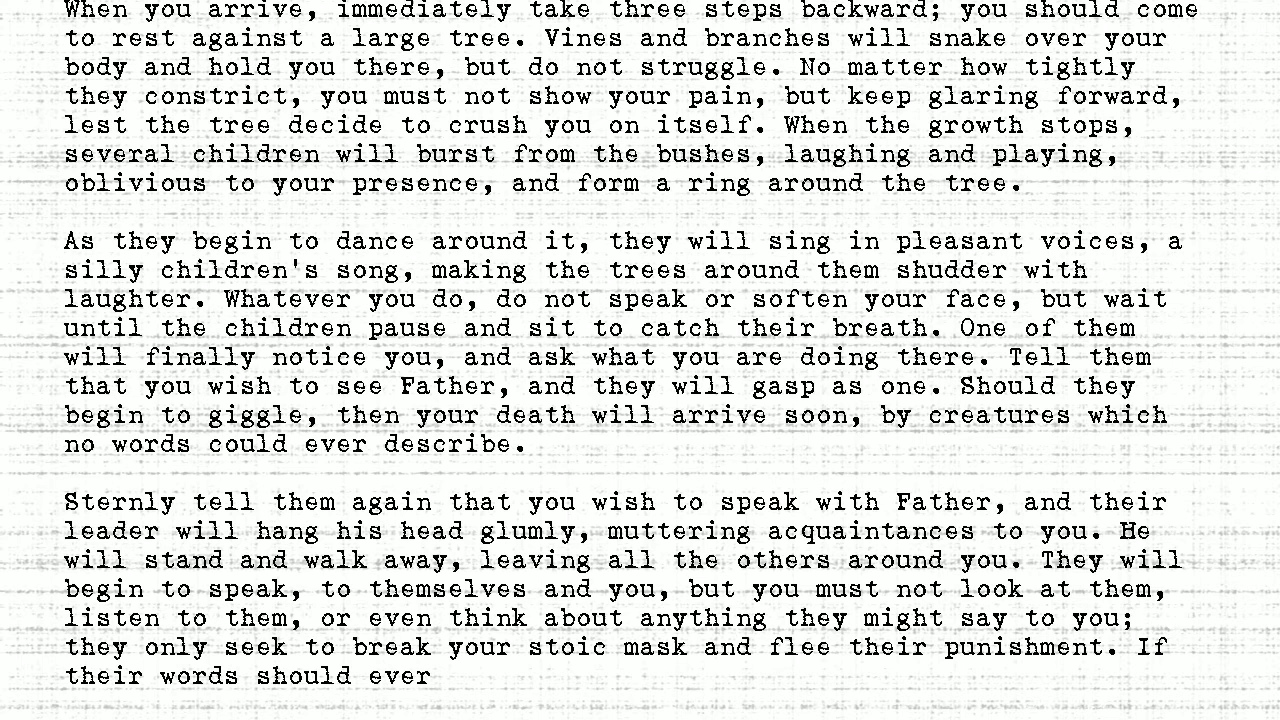 When you arrive, immediately take three steps backward; you should come
to rest against a large tree. Vines and branches will snake over your
body and hold you there, but do not struggle. No matter how tightly
they constrict, you must not show your pain, but keep glaring forward,
lest the tree decide to crush you on itself. When the growth stops,
several children will burst from the bushes, laughing and playing,
oblivious to your presence, and form a ring around the tree.

As they begin to dance around it, they will sing in pleasant voices, a
silly children's song, making the trees around them shudder with
laughter. Whatever you do, do not speak or soften your face, but wait
until the children pause and sit to catch their breath. One of them
will finally notice you, and ask what you are doing there. Tell them
that you wish to see Father, and they will gasp as one. Should they
begin to giggle, then your death will arrive soon, by creatures which
no words could ever describe.

Sternly tell them again that you wish to speak with Father, and their
leader will hang his head glumly, muttering acquaintances to you. He
will stand and walk away, leaving all the others around you. They will
begin to speak, to themselves and you, but you must not look at them,
listen to them, or even think about anything they might say to you;
they only seek to break your stoic mask and flee their punishment. If
their words should ever